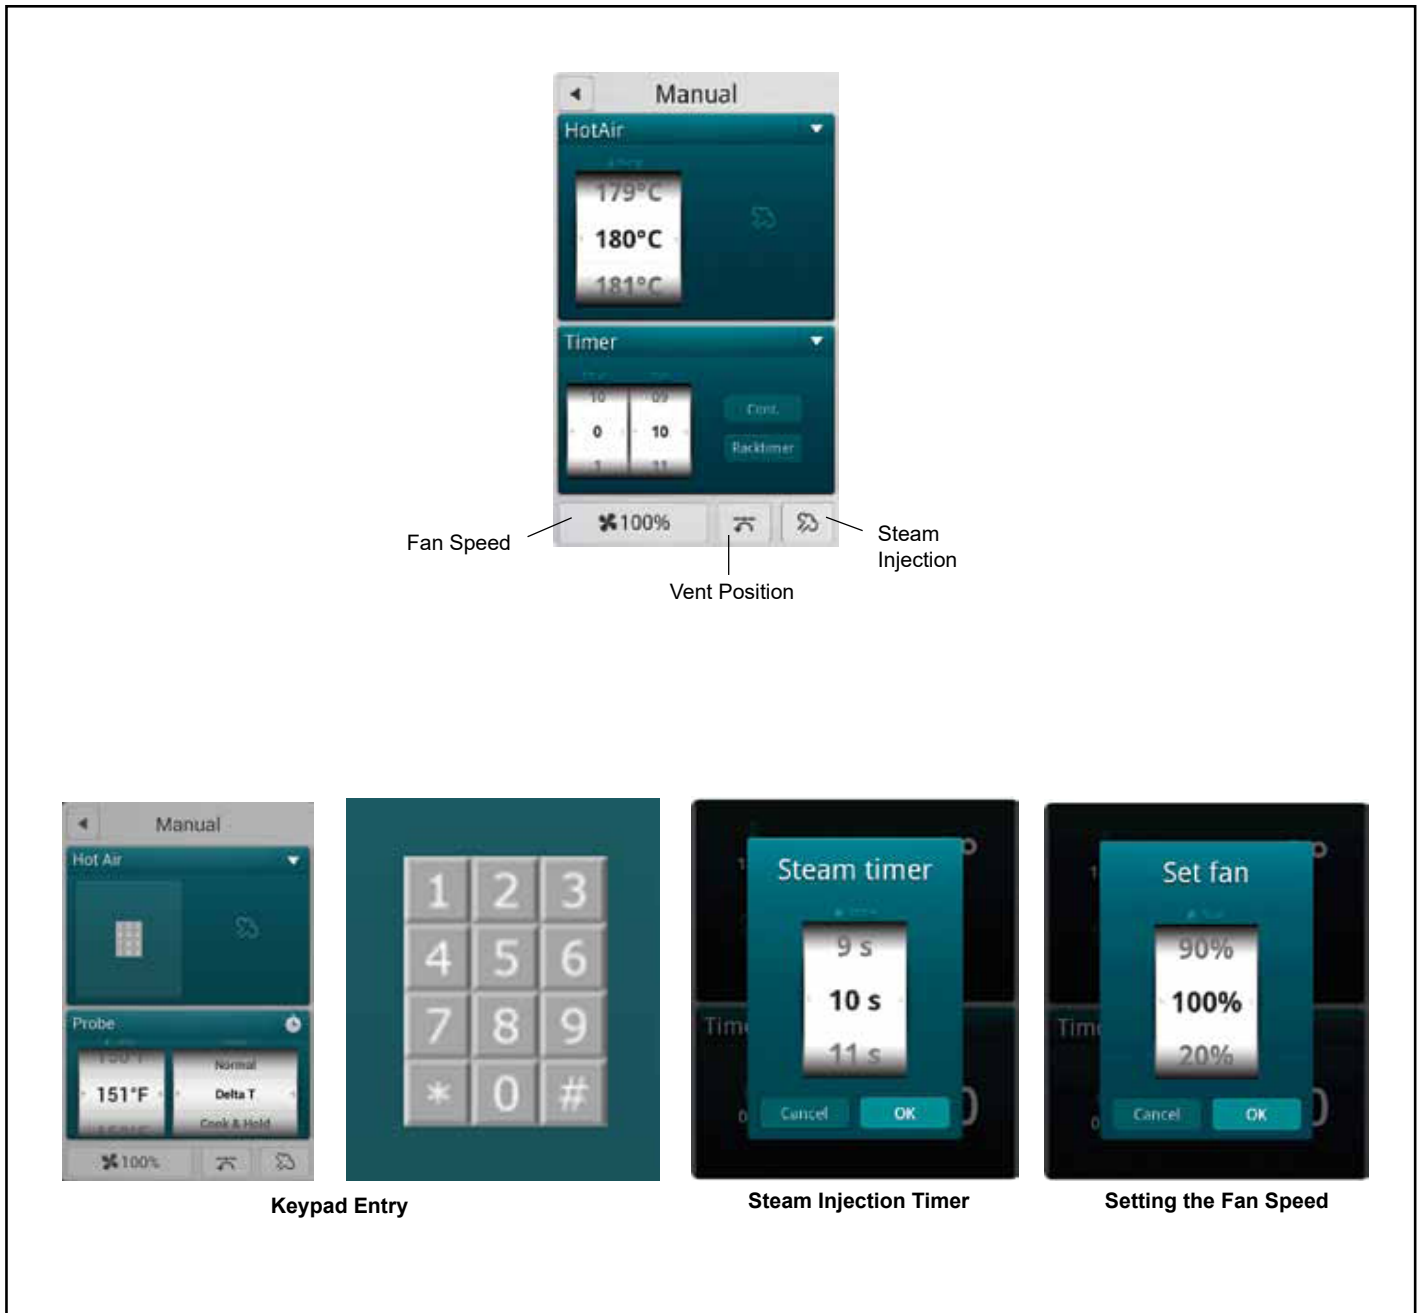 Manual
HotAir
179°C
180°C
181°C
Timer
10 09
0 10
1 11
Cont.
Racktimer
100%
Fan Speed
Vent Position
Steam
Injection
Manual
Hot Air
Probe
150°F
Normal
151°F
Delta T
Cook & Hold
100%
1 2 3
4 5 6
7 8 9
* 0 #
Keypad Entry
Steam timer
9 s
10 s
11 s
Cancel OK
Steam Injection Timer
Set fan
90%
100%
20%
Cancel OK
Setting the Fan Speed